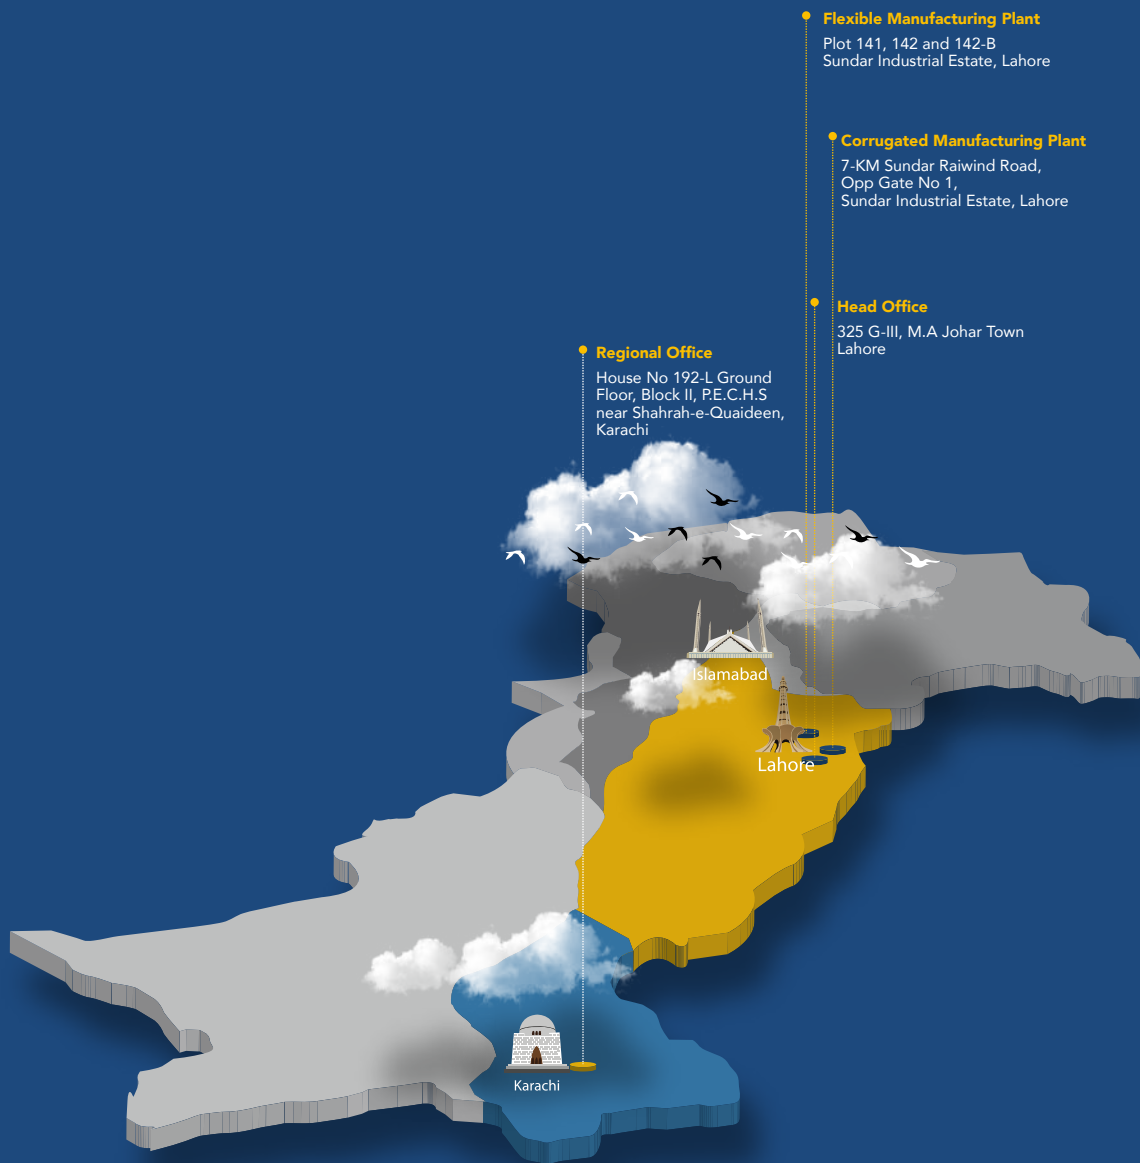 Flexible Manufacturing Plant
Plot 141, 142 and 142-B
Sundar Industrial Estate, Lahore
Corrugated Manufacturing Plant
7-KM Sundar Raiwind Road,
Opp Gate No 1,
Sundar Industrial Estate, Lahore
Head Office
325 G-III, M.A Johar Town
Lahore
Regional Office
House No 192-L Ground
Floor, Block II, P.E.C.H.S
near Shahrah-e-Quaideen,
Karachi
Islamabad
Lahore
Karachi